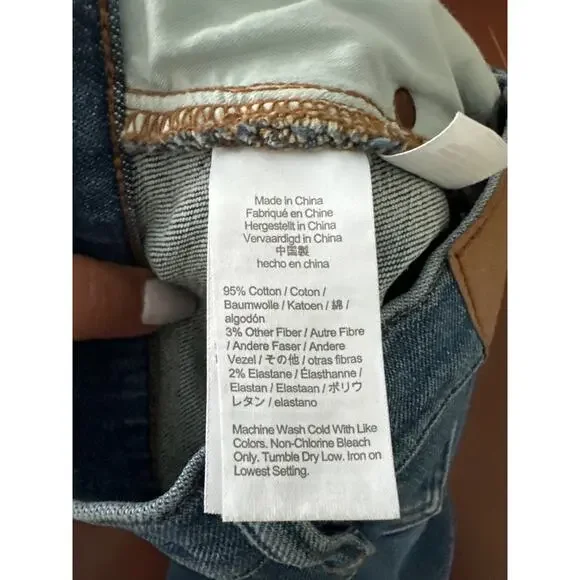 Made in China
Fabriqué en Chine
Hergestellt in China
Vervaardigd in China
中国製
hecho en china
95% Cotton / Coton /
Baumwolle / Katoen / 綿 /
algodón
3% Other Fiber / Autre Fibre
/ Andere Faser / Andere
Vezel / その他 / otras fibras
2% Elastane / Élasthanne /
Elastan / Elastaan / ポリウ
レタン / elastano
Machine Wash Cold With Like
Colors. Non-Chlorine Bleach
Only. Tumble Dry Low. Iron on
Lowest Setting.